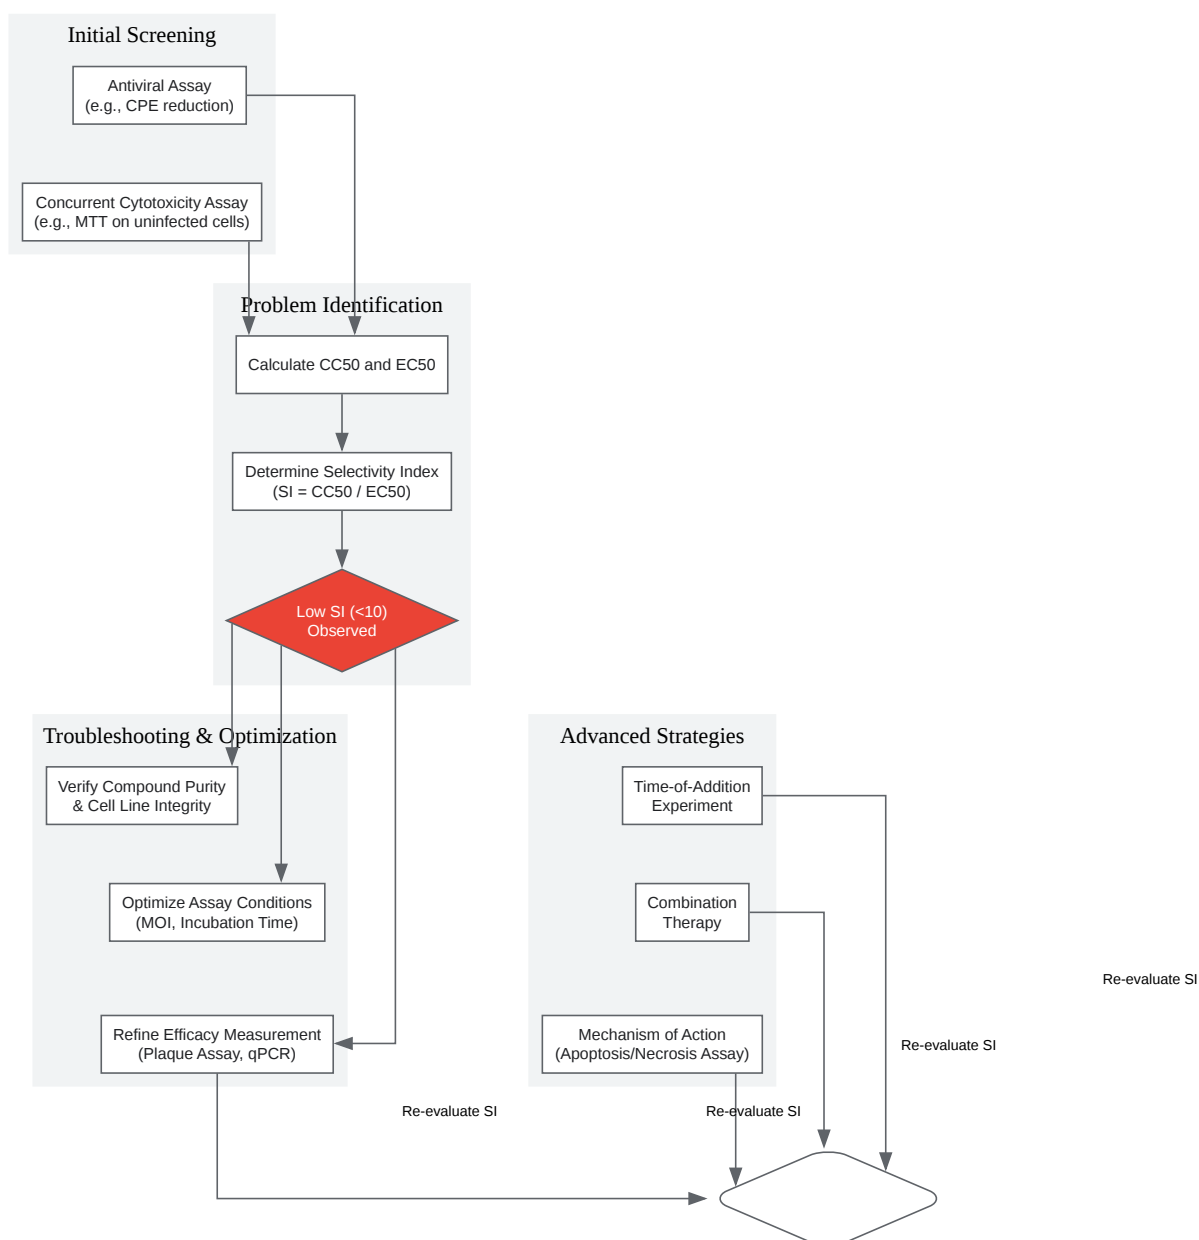 Initial Screening
Antiviral Assay
(e.g., CPE reduction)
Concurrent Cytotoxicity Assay
(e.g., MTT on uninfected cells)
Problem Identification
Calculate CC50 and EC50
Determine Selectivity Index
(SI = CC50 / EC50)
Low SI (<10)
Observed
Troubleshooting & Optimization
Verify Compound Purity
& Cell Line Integrity
Optimize Assay Conditions
(MOI, Incubation Time)
Refine Efficacy Measurement
(Plaque Assay, qPCR)
Advanced Strategies
Time-of-Addition
Experiment
Combination
Therapy
Mechanism of Action
(Apoptosis/Necrosis Assay)
Re-evaluate SI
Re-evaluate SI
Re-evaluate SI
Re-evaluate SI